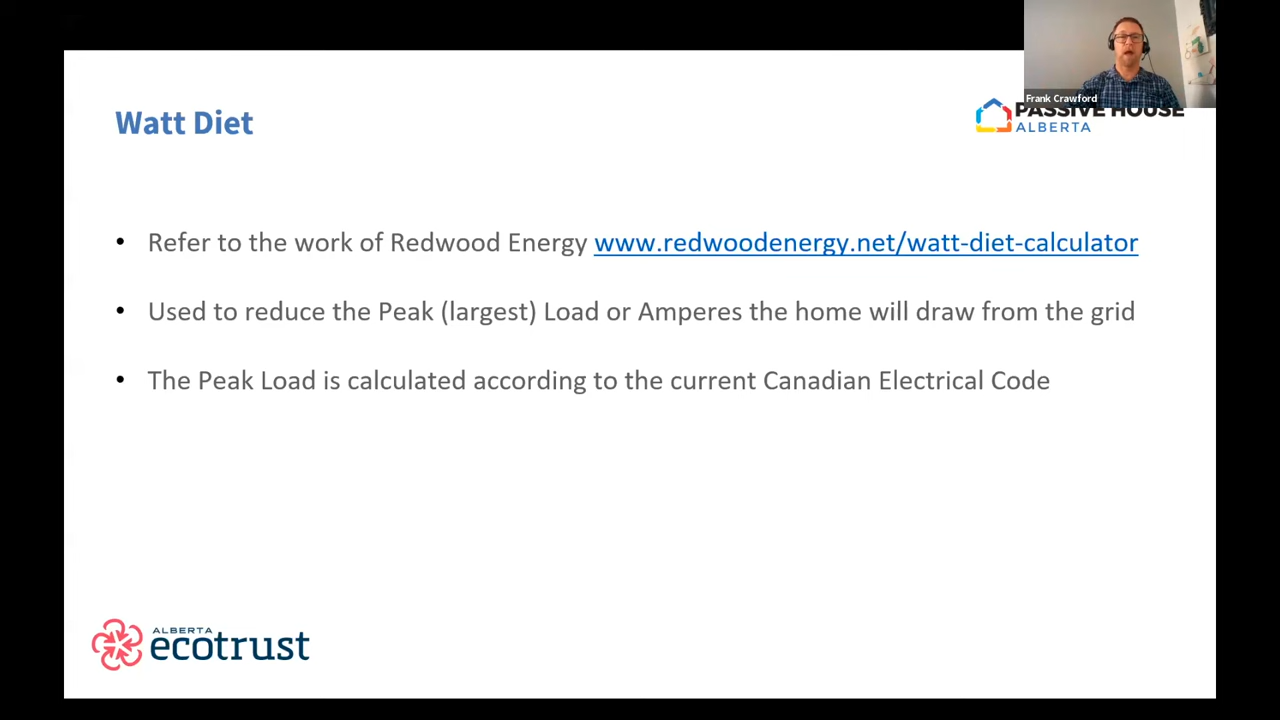 Frank Crawford
Watt Diet
PASSIVE HOUSE
ALBERTA
• Refer to the work of Redwood Energy www.redwoodenergy.net/watt-diet-calculator
• Used to reduce the Peak (largest) Load or Amperes the home will draw from the grid
• The Peak Load is calculated according to the current Canadian Electrical Code
ALBERTA
ecotrust